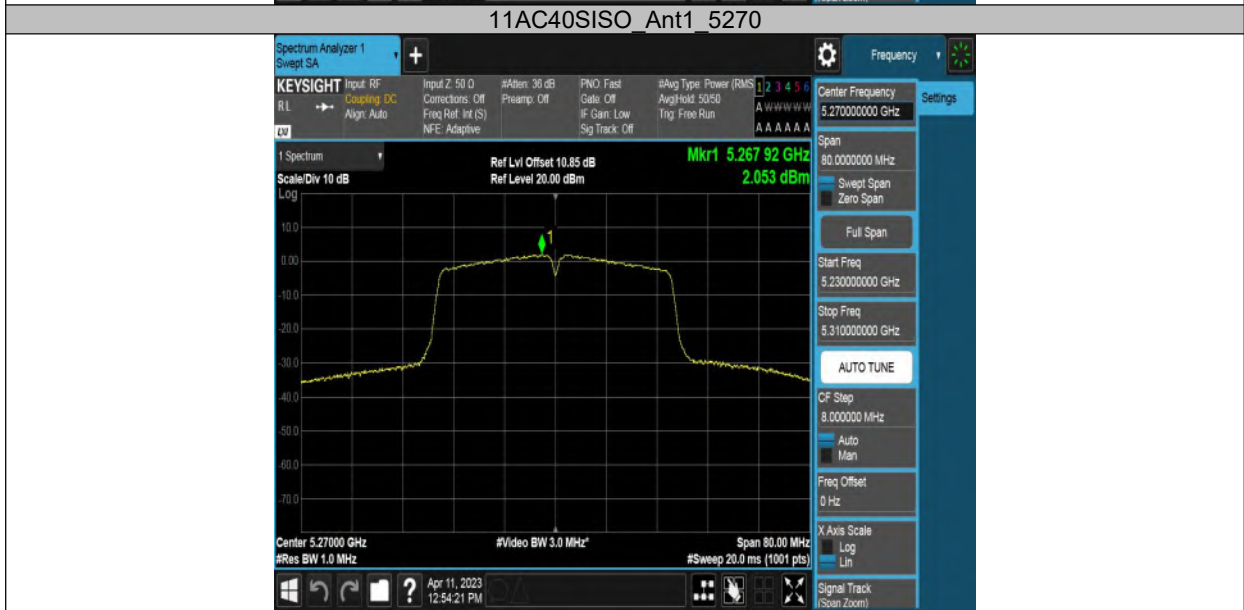 11AC40SISO_Ant1_5270
Spectrum Analyzer 1
Swept SA
Frequency
KEYSIGHT
Input: RF
Coupling: DC
Align: Auto
R L
Input Z: 50 Ω
Corrections: Off
Freq Ref: Int (S)
NFE: Adaptive
#Atten: 36 dB
Preamp: Off
PNO: Fast
Gate: Off
IF Gain: Low
Sig Track: Off
#Avg Type: Power (RMS
Avg|Hold: 50/50
Trig: Free Run
1 2 3 4 5 6
A W W W W W
A A A A A A
1 Spectrum
Scale/Div 10 dB
Ref Lvl Offset 10.85 dB
Ref Level 20.00 dBm
Mkr1 5.267 92 GHz
2.053 dBm
Log
10.0
0.00
-10.0
-20.0
-30.0
-40.0
-50.0
-60.0
-70.0
1
Center 5.27000 GHz
#Video BW 3.0 MHz*
Span 80.00 MHz
#Res BW 1.0 MHz
#Sweep 20.0 ms (1001 pts)
?
Apr 11, 2023
12:54:21 PM
Center Frequency
5.270000000 GHz
Settings
Span
80.0000000 MHz
Swept Span
Zero Span
Full Span
Start Freq
5.230000000 GHz
Stop Freq
5.310000000 GHz
AUTO TUNE
CF Step
8.000000 MHz
Auto
Man
Freq Offset
0 Hz
X Axis Scale
Log
Lin
Signal Track
(Span Zoom)